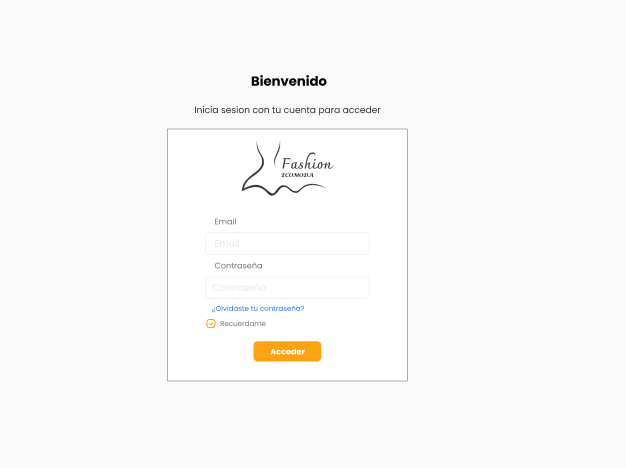 Bienvenido
Inicia sesion con tu cuenta para acceder
Fashion
ECOMODA
Email
Email
Contraseña
Contraseña
¿Olvidaste tu contraseña?
Recuerdame
Acceder